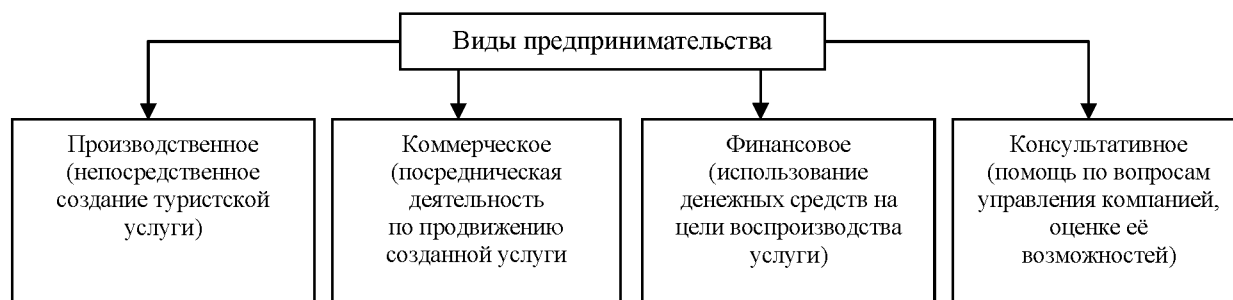 Виды предпринимательства
Производственное
(непосредственное
создание туристской
услуги)
Коммерческое
(посредническая
деятельность
по продвижению
созданной услуги
Финансовое
(использование
денежных средств на
цели воспроизводства
услуги)
Консультативное
(помощь по вопросам
управления компанией,
оценке её
возможностей)